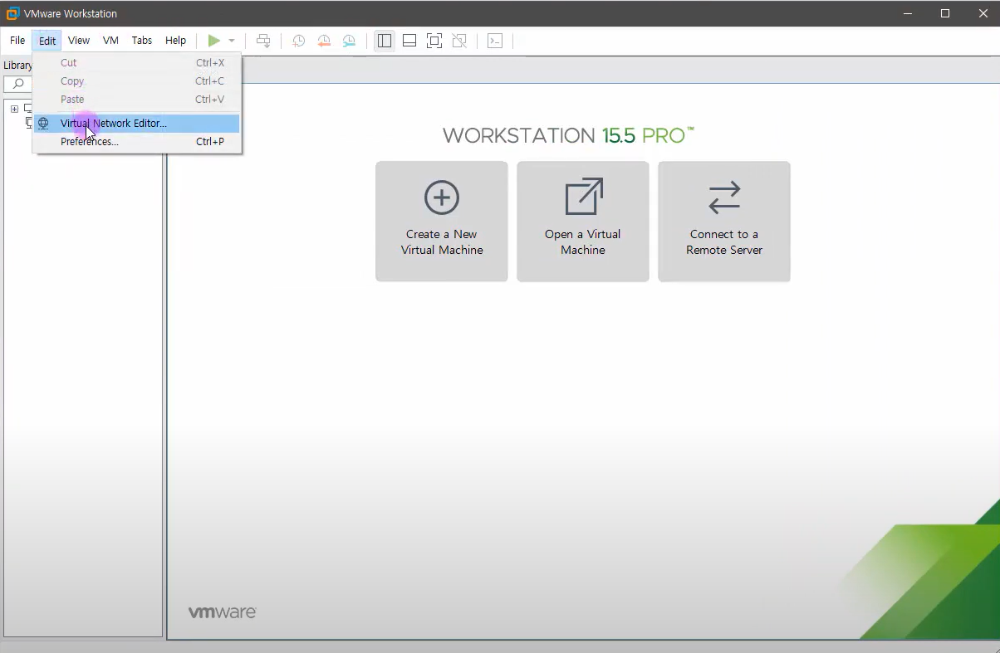 VMware Workstation
File Edit View VM Tabs Help
Library
Cut Ctrl+X
Copy Ctrl+C
Paste Ctrl+V
Virtual Network Editor...
Preferences... Ctrl+P
WORKSTATION 15.5 PRO™
Create a New
Virtual Machine
Open a Virtual
Machine
Connect to a
Remote Server
vmware